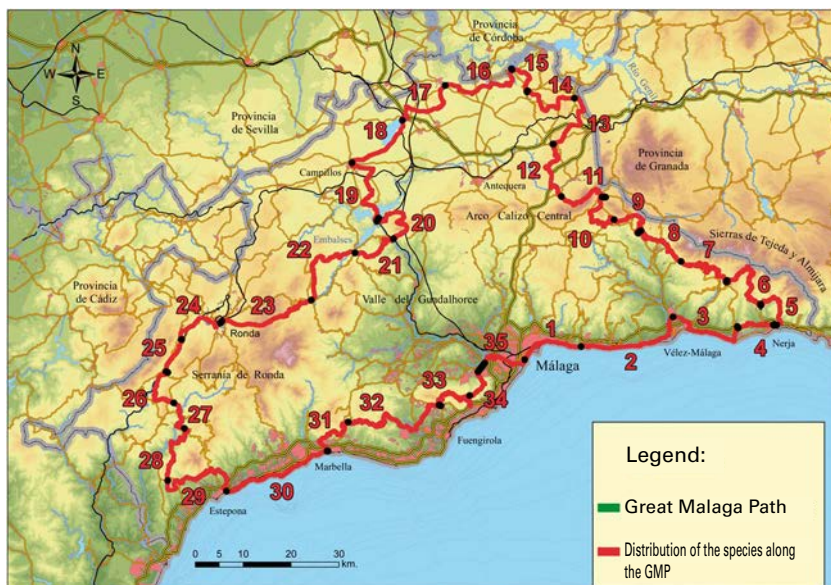 Provincia
de Córdoba
N
W E
S
Provincia
de Sevilla
Río Genil
15
16
14
17
18
13
Provincia
de Granada
12
Campillos
Antequera
11
19
Arco Calizo Central
9
10
20
Sierras de Tejeda y Almijara
8
7
Embalses
22
21
Provincia
de Cádiz
Valle del Guadalhorce
6
5
24
23
Ronda
3
1
4
Nerja
35
Málaga
2
Vélez-Málaga
25
Serranía de Ronda
26
33
27
34
32
31
Fuengirola
28
Marbella
29
30
Estepona
0 5 10 20 30
km.
Legend:
Great Malaga Path
Distribution of the species along
the GMP